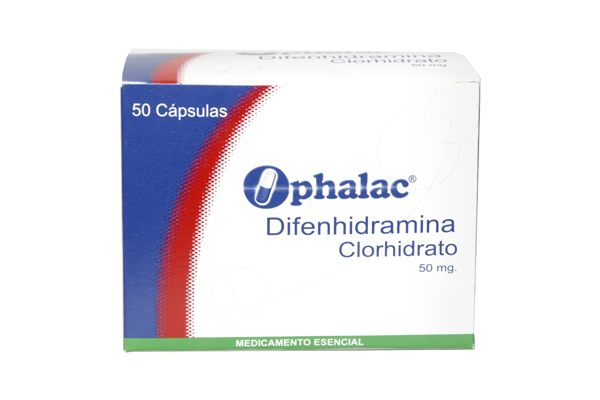 Difenhidramina
Clorhidrato
50 mg.
50 Cápsulas
Ophalac®
Difenhidramina
Clorhidrato
50 mg.
MEDICAMENTO ESENCIAL